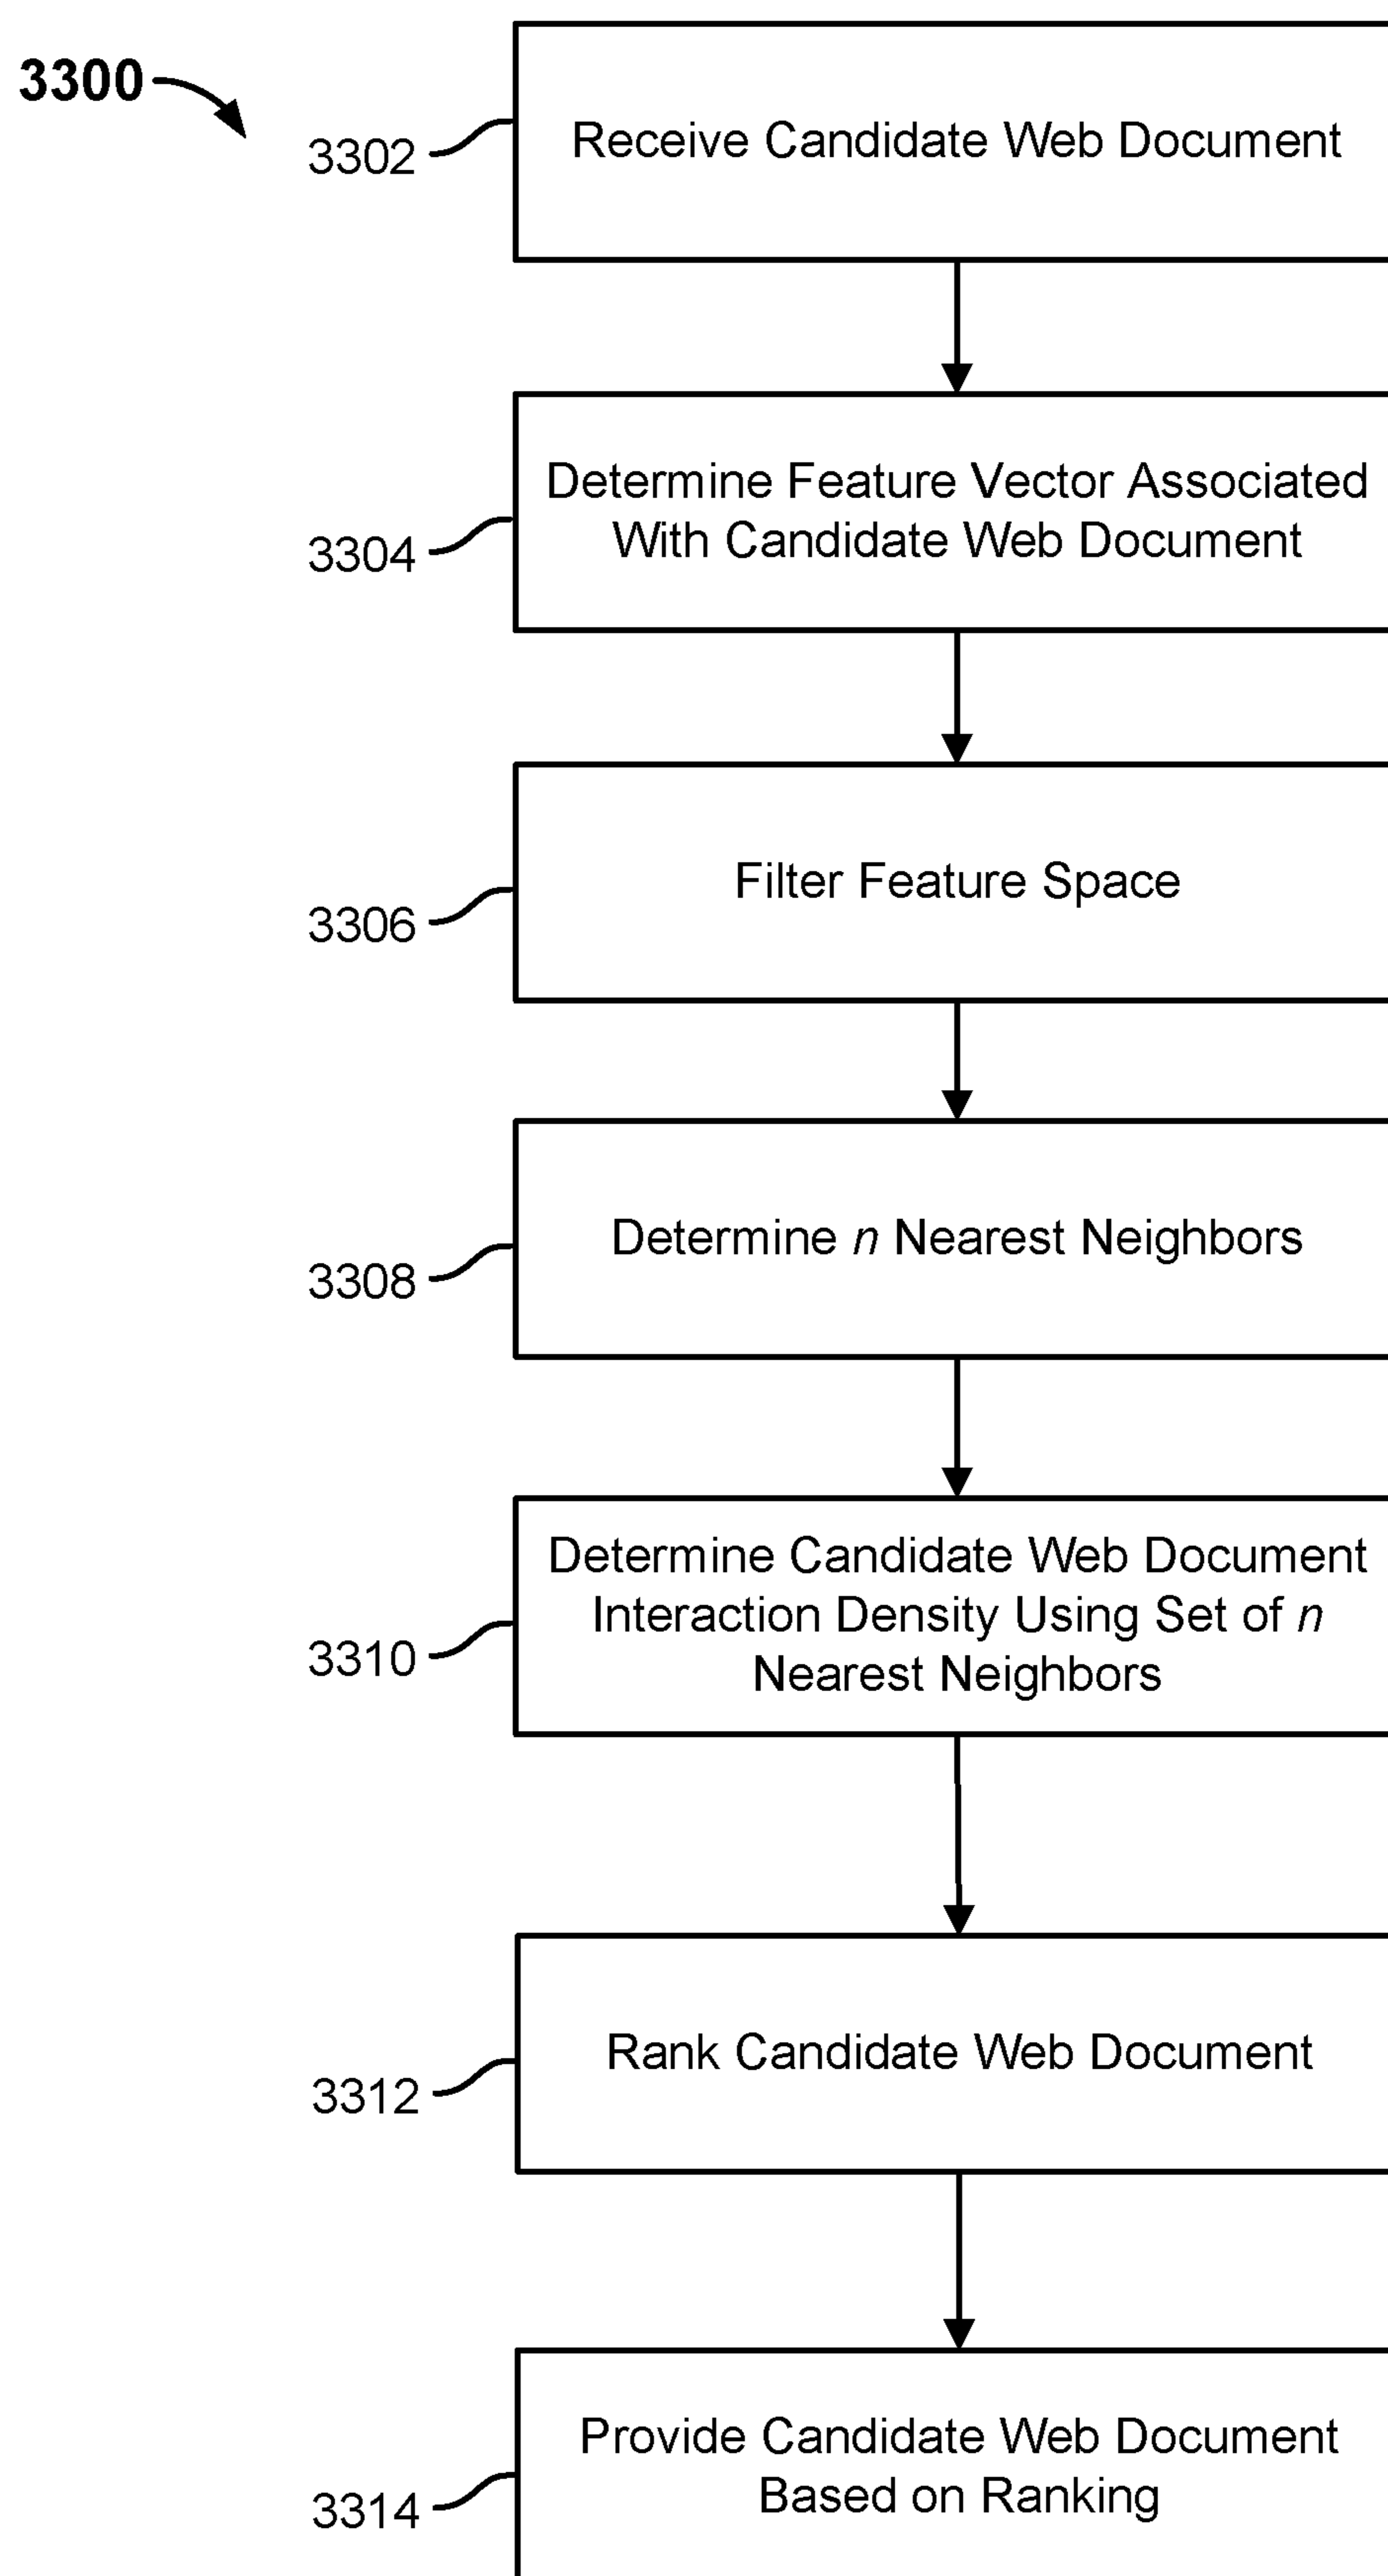 3300
3302
Receive Candidate Web Document
3304
Determine Feature Vector Associated
With Candidate Web Document
3306
Filter Feature Space
3308
Determine n Nearest Neighbors
3310
Determine Candidate Web Document
Interaction Density Using Set of n
Nearest Neighbors
3312
Rank Candidate Web Document
3314
Provide Candidate Web Document
Based on Ranking